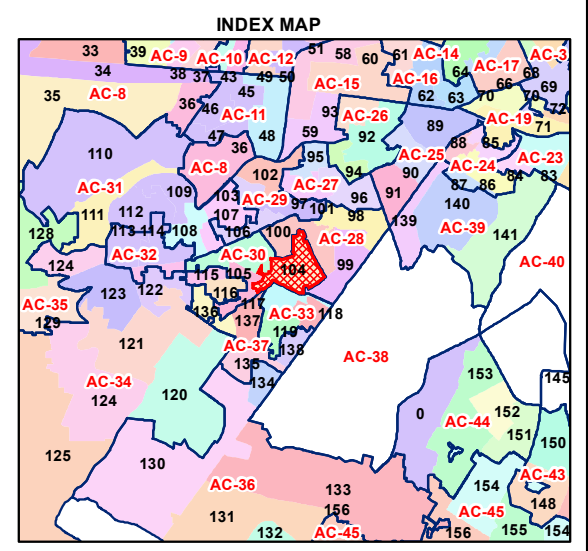 INDEX MAP
33 39 AC-9 AC-10 AC-12 51 58 60 61 AC-14 AC-17 AC-3
34 38 37 43 49 50 AC-15 AC-16 64 66 68 69
35 AC-8 36 46 45 AC-11 93 AC-26 62 63 70 70 72
47 48 59 92 89 88 85 AC-19 71
110 36 95 AC-25 AC-24 AC-23
AC-8 102 AC-27 94 90 87 86 84 83
AC-31 109 103 AC-29 97 96 91 140
111 112 107 101 98 139 AC-39
128 113 114 108 106 100 AC-28 141
124 AC-32 AC-30 99 AC-40
123 122 115 105 104
AC-35 116 117 AC-33 118
129 136 137 119
121 AC-37 138 AC-38
AC-34 135 134 153 145
124 120 0 AC-44 152
151 150
125 130 AC-43
AC-36 133 154 148
131 156 AC-45
132 AC-45 156 155 154